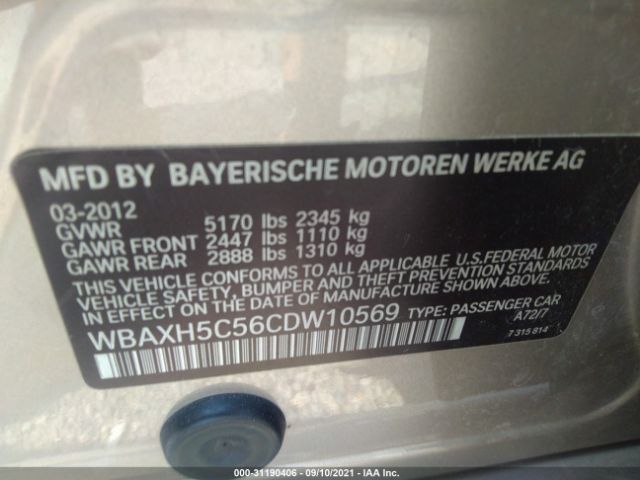 MFD BY BAYERISCHE MOTOREN WERKE AG
03-2012
GVWR 5170 lbs 2345 kg
GAWR FRONT 2447 lbs 1110 kg
GAWR REAR 2888 lbs 1310 kg
THIS VEHICLE CONFORMS TO ALL APPLICABLE U.S.FEDERAL MOTOR
VEHICLE SAFETY, BUMPER AND THEFT PREVENTION STANDARDS
IN EFFECT ON THE DATE OF MANUFACTURE SHOWN ABOVE.
WBAXH5C56CDW10569 TYPE: PASSENGER CAR
A72/7
7 315 814
000-31190406 - 09/10/2021 - IAA Inc.